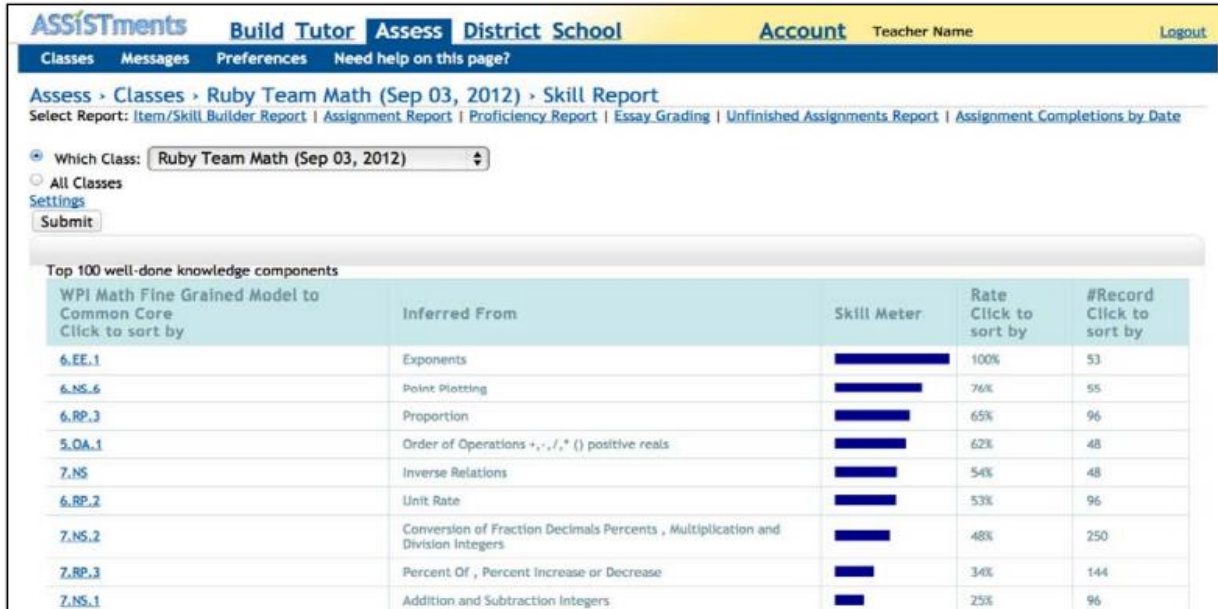 ASSiSTments Build Tutor Assess District School Account Teacher Name Logout
Classes Messages Preferences Need help on this page?
Assess › Classes › Ruby Team Math (Sep 03, 2012) › Skill Report
Select Report: Item/Skill Builder Report | Assignment Report | Proficiency Report | Essay Grading | Unfinished Assignments Report | Assignment Completions by Date
Which Class: Ruby Team Math (Sep 03, 2012)
All Classes
Settings
Submit
Top 100 well-done knowledge components
WPI Math Fine Grained Model to
Common Core
Click to sort by
Inferred From
Skill Meter
Rate
Click to
sort by
#Record
Click to
sort by
6.EE.1 Exponents 100% 53
6.NS.6 Point Plotting 76% 55
6.RP.3 Proportion 65% 96
5.OA.1 Order of Operations +,-,/,* () positive reals 62% 48
7.NS Inverse Relations 54% 48
6.RP.2 Unit Rate 53% 96
7.NS.2 Conversion of Fraction Decimals Percents , Multiplication and
Division Integers 48% 250
7.RP.3 Percent Of , Percent Increase or Decrease 34% 144
7.NS.1 Addition and Subtraction Integers 25% 96